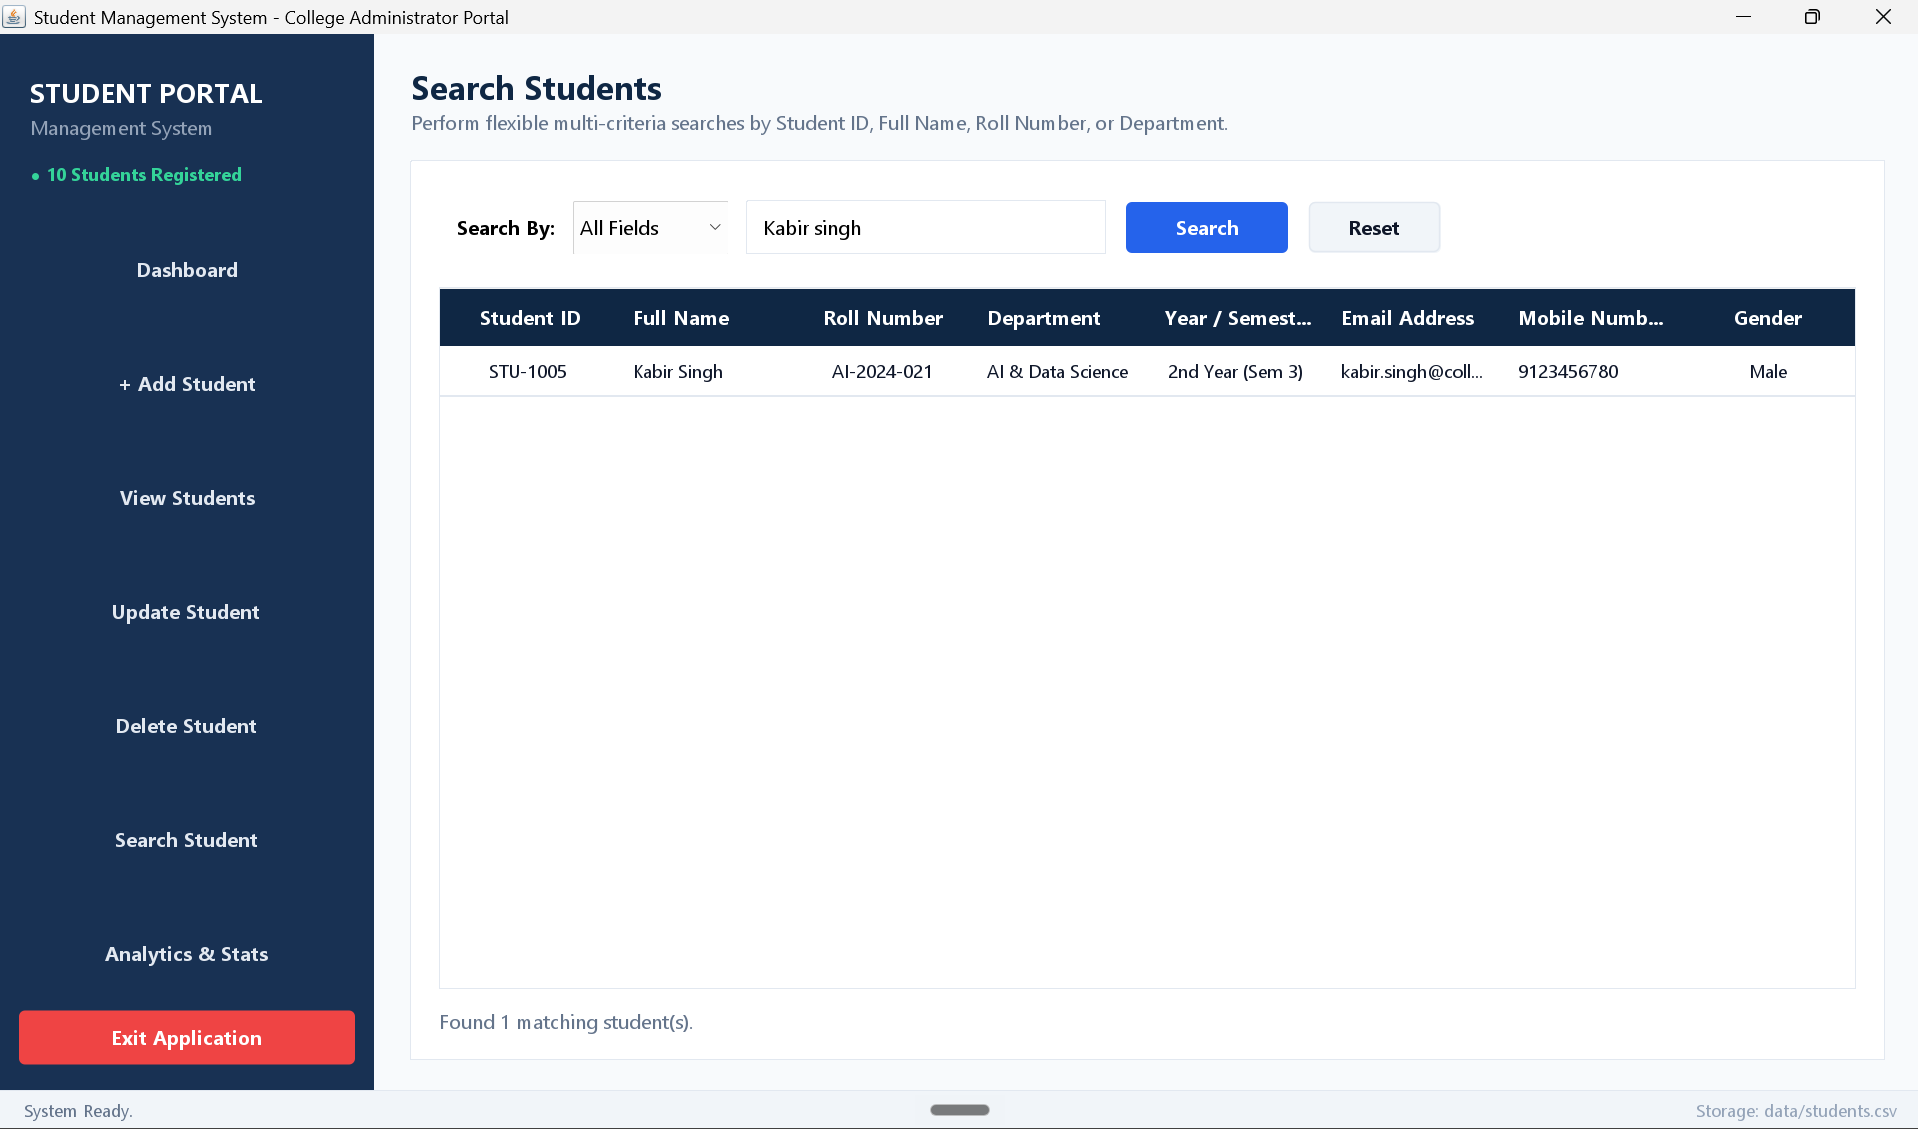 Student Management System - College Administrator Portal
STUDENT PORTAL
Management System
• 10 Students Registered
Dashboard
+ Add Student
View Students
Update Student
Delete Student
Search Student
Analytics & Stats
Exit Application
Search Students
Perform flexible multi-criteria searches by Student ID, Full Name, Roll Number, or Department.
Search By: All Fields Kabir singh Search Reset
Student ID Full Name Roll Number Department Year / Semest... Email Address Mobile Numb... Gender
STU-1005 Kabir Singh AI-2024-021 AI & Data Science 2nd Year (Sem 3) kabir.singh@coll... 9123456780 Male
Found 1 matching student(s).
System Ready.
Storage: data/students.csv